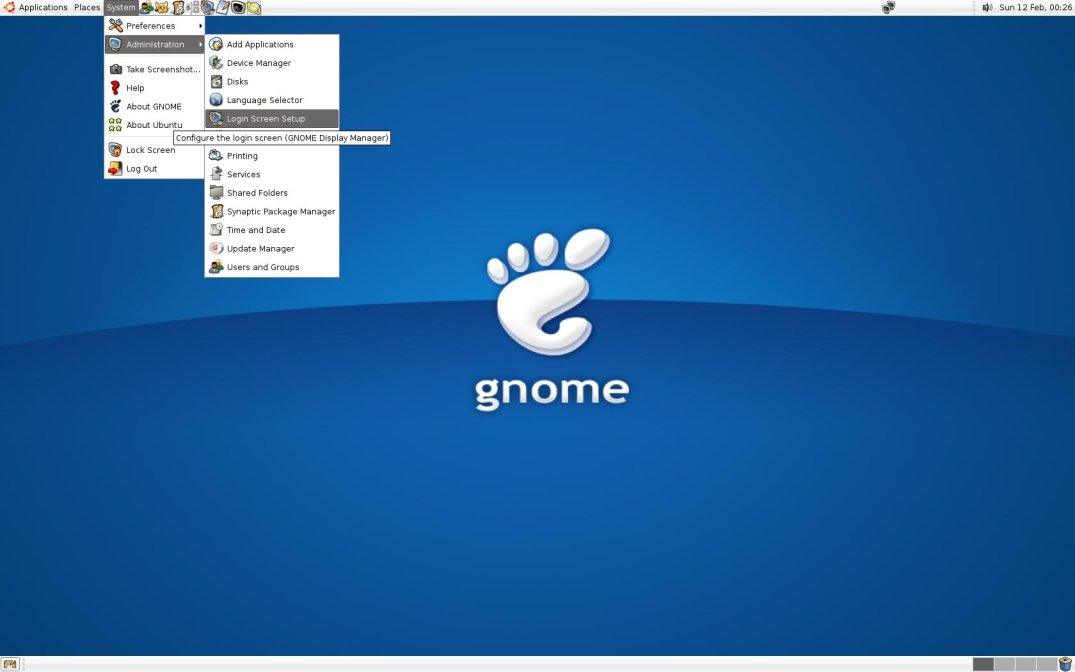 Applications Places System
Sun 12 Feb, 00:26
Preferences
Administration
Take Screenshot...
Help
About GNOME
About Ubuntu
Lock Screen
Log Out
Add Applications
Device Manager
Disks
Language Selector
Login Screen Setup
Configure the login screen (GNOME Display Manager)
Printing
Services
Shared Folders
Synaptic Package Manager
Time and Date
Update Manager
Users and Groups
gnome